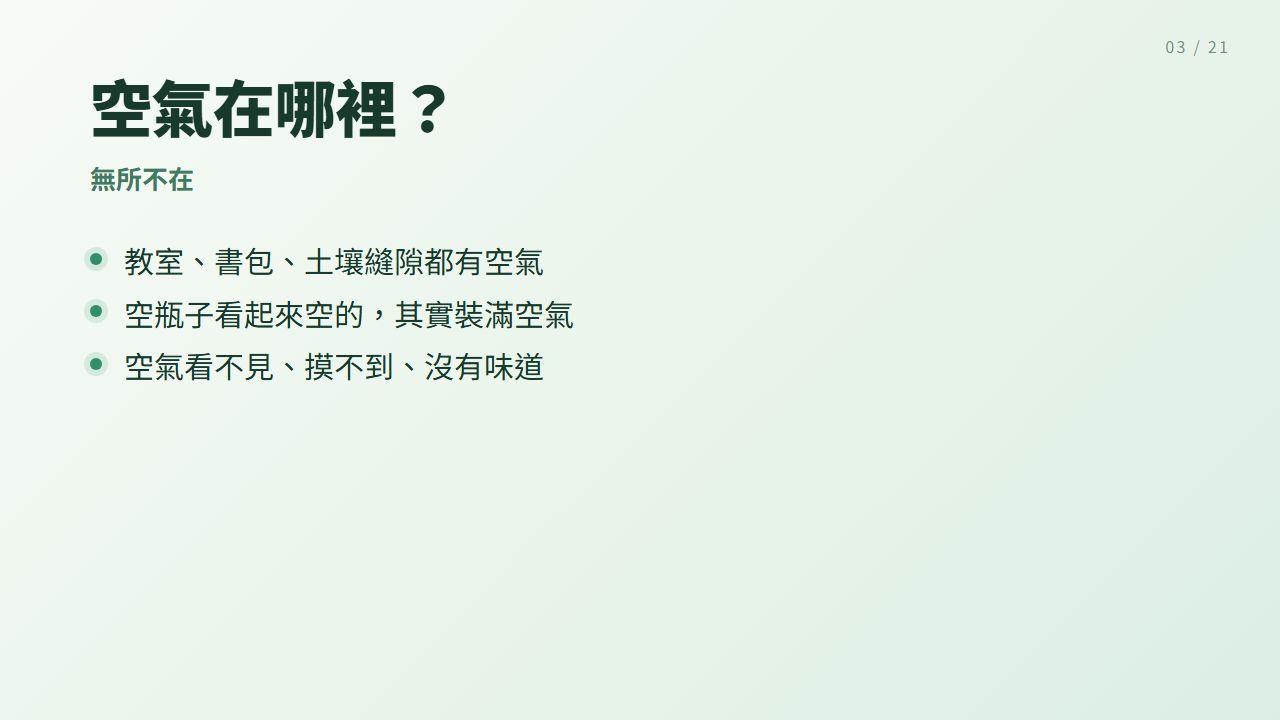 03 / 21
空氣在哪裡？
無所不在
教室、書包、土壤縫隙都有空氣
空瓶子看起來空的，其實裝滿空氣
空氣看不見、摸不到、沒有味道